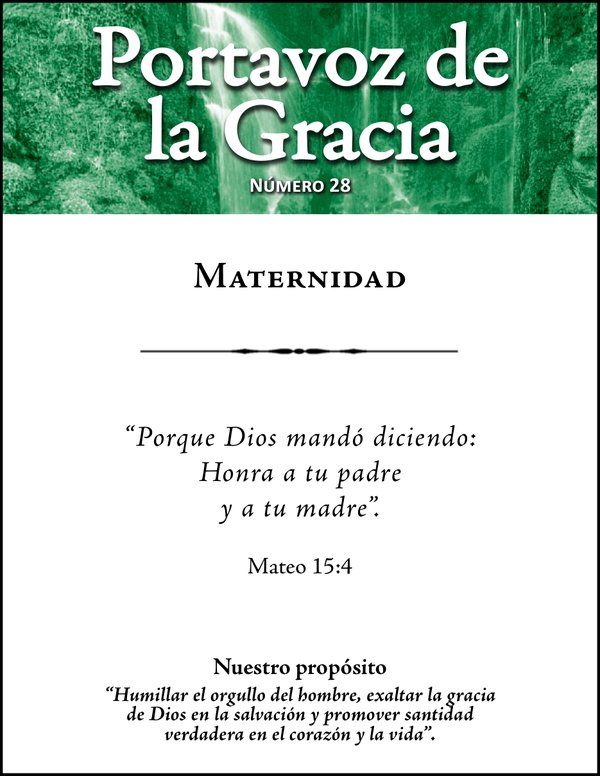 Portavoz de
la Gracia
NÚMERO 28
MATERNIDAD
“Porque Dios mandó diciendo:
Honra a tu padre
y a tu madre”.
Mateo 15:4
Nuestro propósito
“Humillar el orgullo del hombre, exaltar la gracia
de Dios en la salvación y promover santidad
verdadera en el corazón y la vida”.